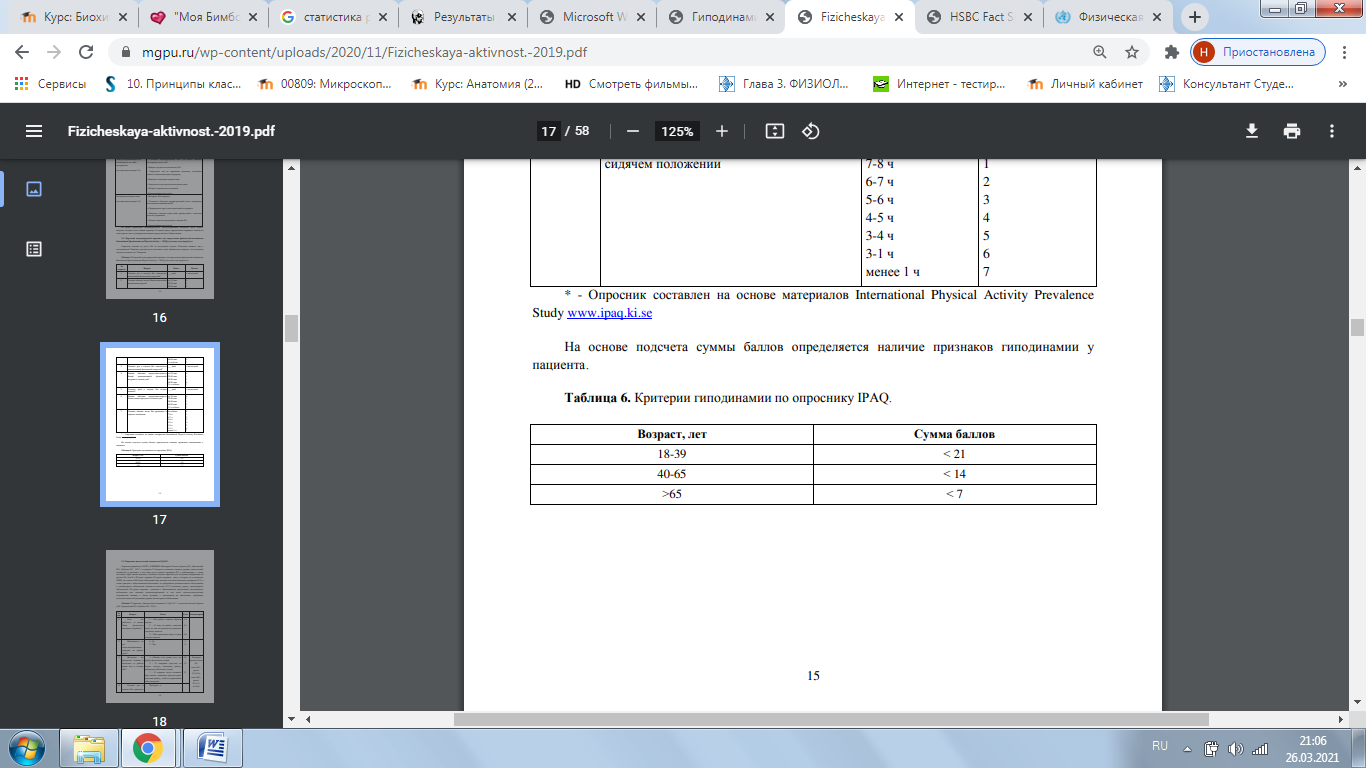 Курс: Биохи
"Моя Бимбо
статистика р
Результаты
Microsoft W
Гиподинами
Fizicheskaya
HSBC Fact S
Физическая
mgpu.ru/wp-content/uploads/2020/11/Fizicheskaya-aktivnost.-2019.pdf
Н Приостановлена
Сервисы
10. Принципы клас...
00809: Микроскоп...
Курс: Анатомия (2...
HD Смотреть фильмы...
Глава 3. ФИЗИОЛ...
Интернет - тестир...
Личный кабинет
Консультант Студе...
Fizicheskaya-aktivnost.-2019.pdf
17 / 58
125%
16
17
18
сидячем положении
7-8 ч 1
6-7 ч 2
5-6 ч 3
4-5 ч 4
3-4 ч 5
3-1 ч 6
менее 1 ч 7
* - Опросник составлен на основе материалов International Physical Activity Prevalence
Study www.ipaq.ki.se
На основе подсчета суммы баллов определяется наличие признаков гиподинамии у
пациента.
Таблица 6. Критерии гиподинамии по опроснику IPAQ.
Возраст, лет Сумма баллов
18-39 < 21
40-65 < 14
>65 < 7
15
RU
21:06
26.03.2021